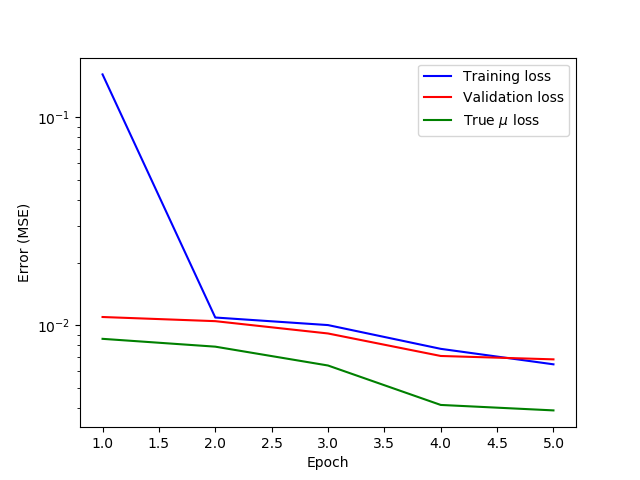 Training loss
Validation loss
True μ loss
10⁻¹
10⁻²
Error (MSE)
1.0 1.5 2.0 2.5 3.0 3.5 4.0 4.5 5.0
Epoch